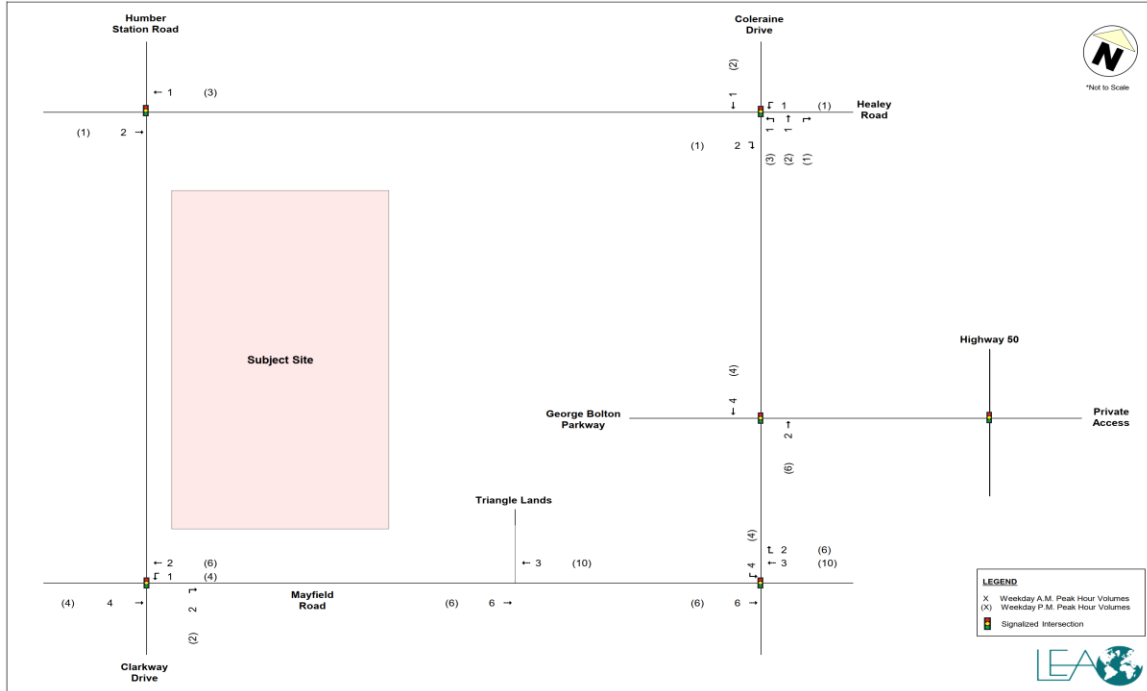 Humber
Station Road
Coleraine
Drive
N
*Not to Scale
(2)
1
← 1 (3)
1 (1)
Healey
Road
(1) 2 →
1 1
(1) 2
(3) (2) (1)
Subject Site
Highway 50
(4)
4
George Bolton
Parkway
Private
Access
2
(6)
Triangle Lands
(4)
4
← 2 (6)
1 (4)
← 3 (10)
2 (6)
← 3 (10)
Mayfield
Road
(4) 4 →
2
(2)
(6) 6 →
(6) 6 →
Clarkway
Drive
LEGEND
X Weekday A.M. Peak Hour Volumes
(X) Weekday P.M. Peak Hour Volumes
Signalized Intersection
LEA